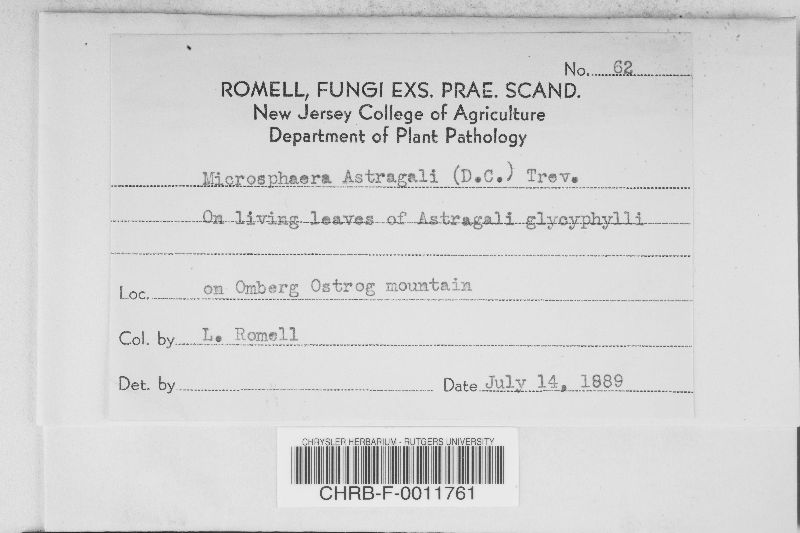 No. 62
ROMELL, FUNGI EXS. PRAE. SCAND.
New Jersey College of Agriculture
Department of Plant Pathology
Microsphaera Astragali (D.C.) Trev.
On living leaves of Astragali glycyphylli
Loc. on Omberg Ostrog mountain
Col. by L. Romell
Det. by Date July 14, 1889
CHRYSLER HERBARIUM - RUTGERS UNIVERSITY
CHRB-F-0011761